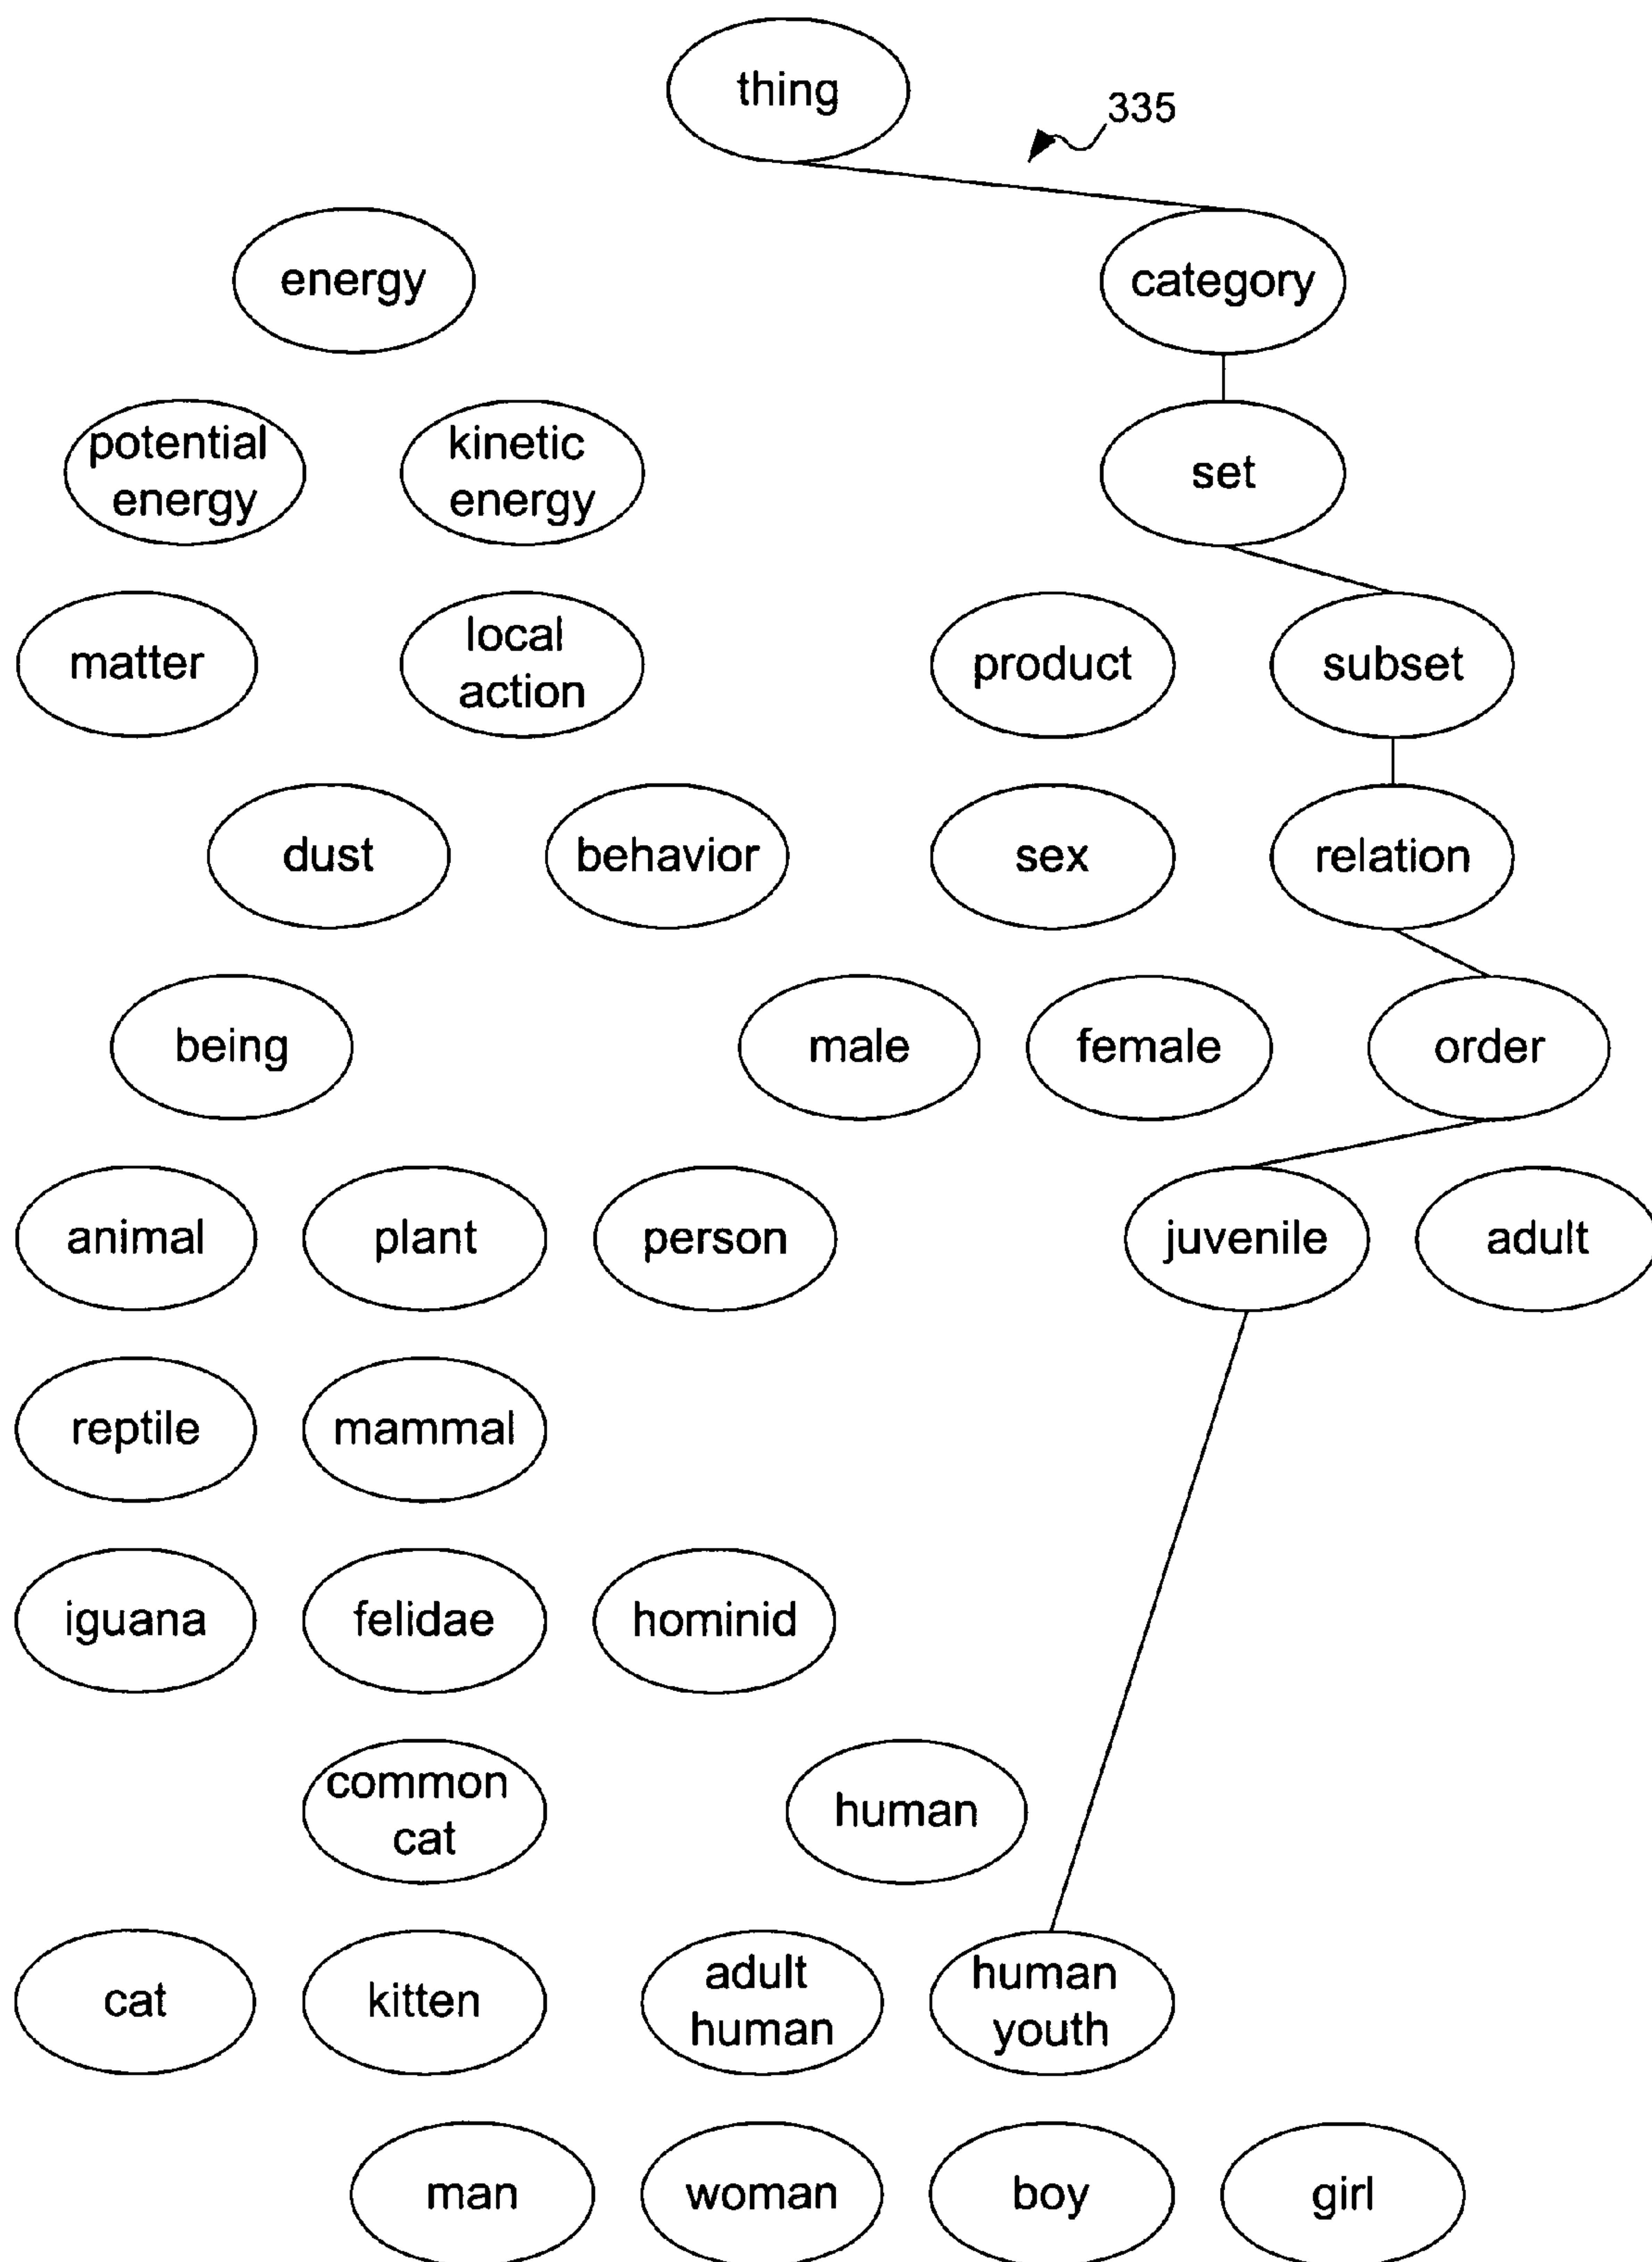 thing
335
energy
category
potential
energy
kinetic
energy
set
matter
local
action
product
subset
dust
behavior
sex
relation
being
male
female
order
animal
plant
person
juvenile
adult
reptile
mammal
iguana
felidae
hominid
common
cat
human
cat
kitten
adult
human
human
youth
man
woman
boy
girl